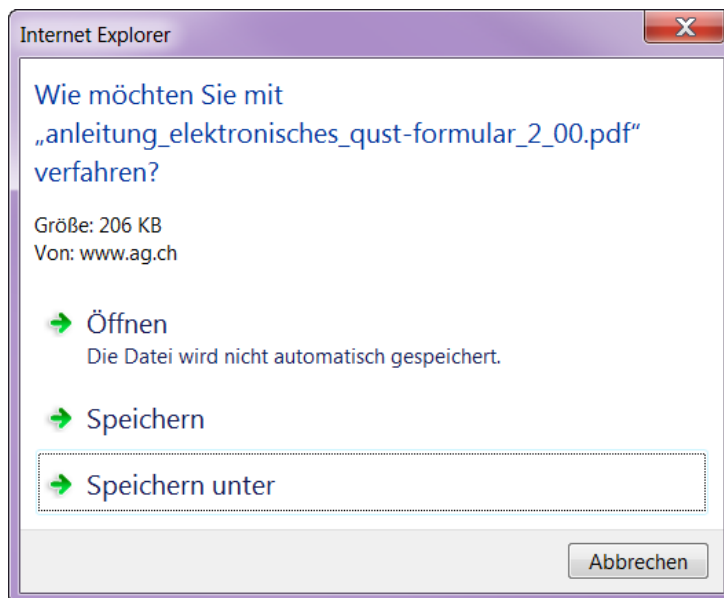 Internet Explorer
Wie möchten Sie mit
„anleitung_elektronisches_qust-formular_2_00.pdf“
verfahren?
Größe: 206 KB
Von: www.ag.ch
Öffnen
Die Datei wird nicht automatisch gespeichert.
Speichern
Speichern unter
Abbrechen